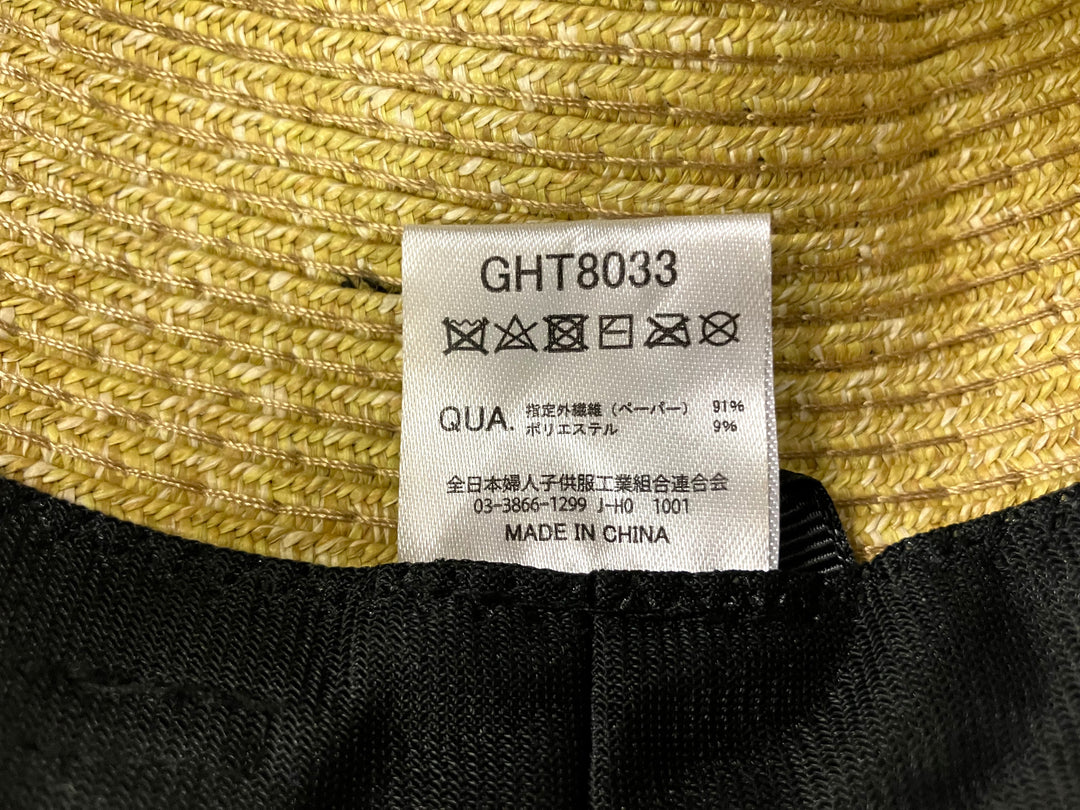 GHT8033
QUA. 指定外繊維（ペーパー） 91%
ポリエステル 9%
全日本婦人子供服工業組合連合会
03-3866-1299 J-H0 1001
MADE IN CHINA